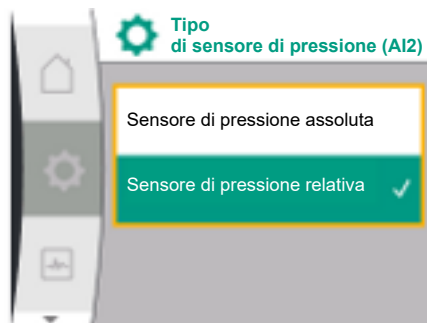 Tipo
di sensore di pressione (AI2)
Sensore di pressione assoluta
Sensore di pressione relativa